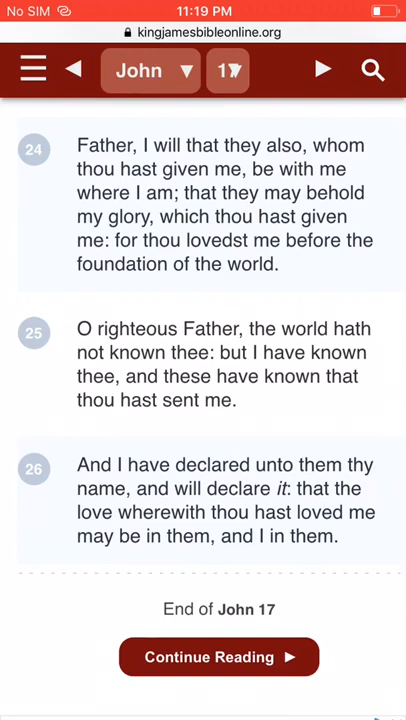 No SIM 11:19 PM
kingjamesbibleonline.org
John 17
24 Father, I will that they also, whom
thou hast given me, be with me
where I am; that they may behold
my glory, which thou hast given
me: for thou lovedst me before the
foundation of the world.
25 O righteous Father, the world hath
not known thee: but I have known
thee, and these have known that
thou hast sent me.
26 And I have declared unto them thy
name, and will declare it: that the
love wherewith thou hast loved me
may be in them, and I in them.
End of John 17
Continue Reading